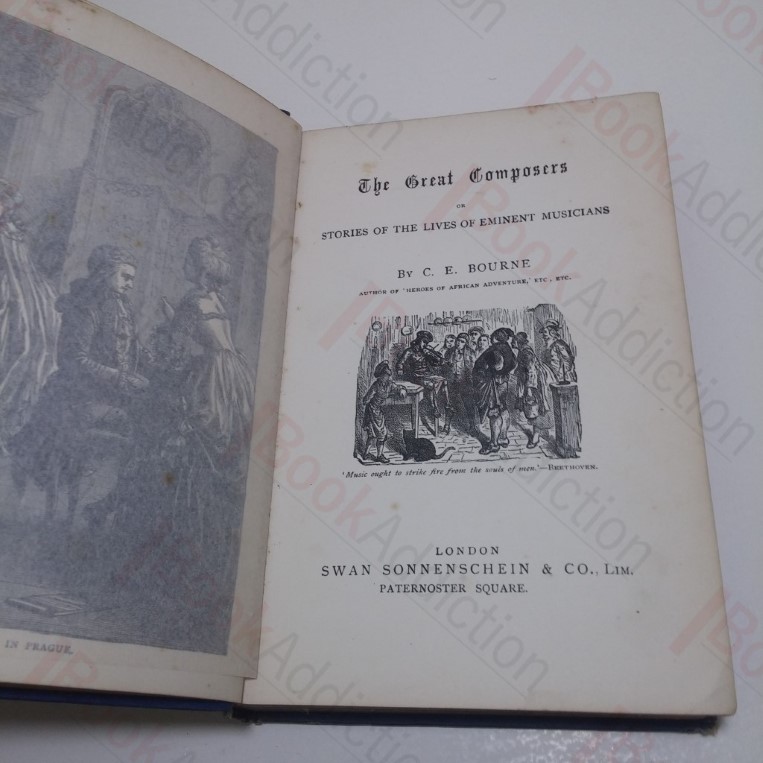 IN PRAGUE.
The Great Composers
OR
STORIES OF THE LIVES OF EMINENT MUSICIANS
BY C. E. BOURNE
AUTHOR OF 'HEROES OF AFRICAN ADVENTURE,' ETC., ETC.
'Music ought to strike fire from the souls of men.'—BEETHOVEN.
LONDON
SWAN SONNENSCHEIN & CO., LIM.
PATERNOSTER SQUARE.
BookAddiction